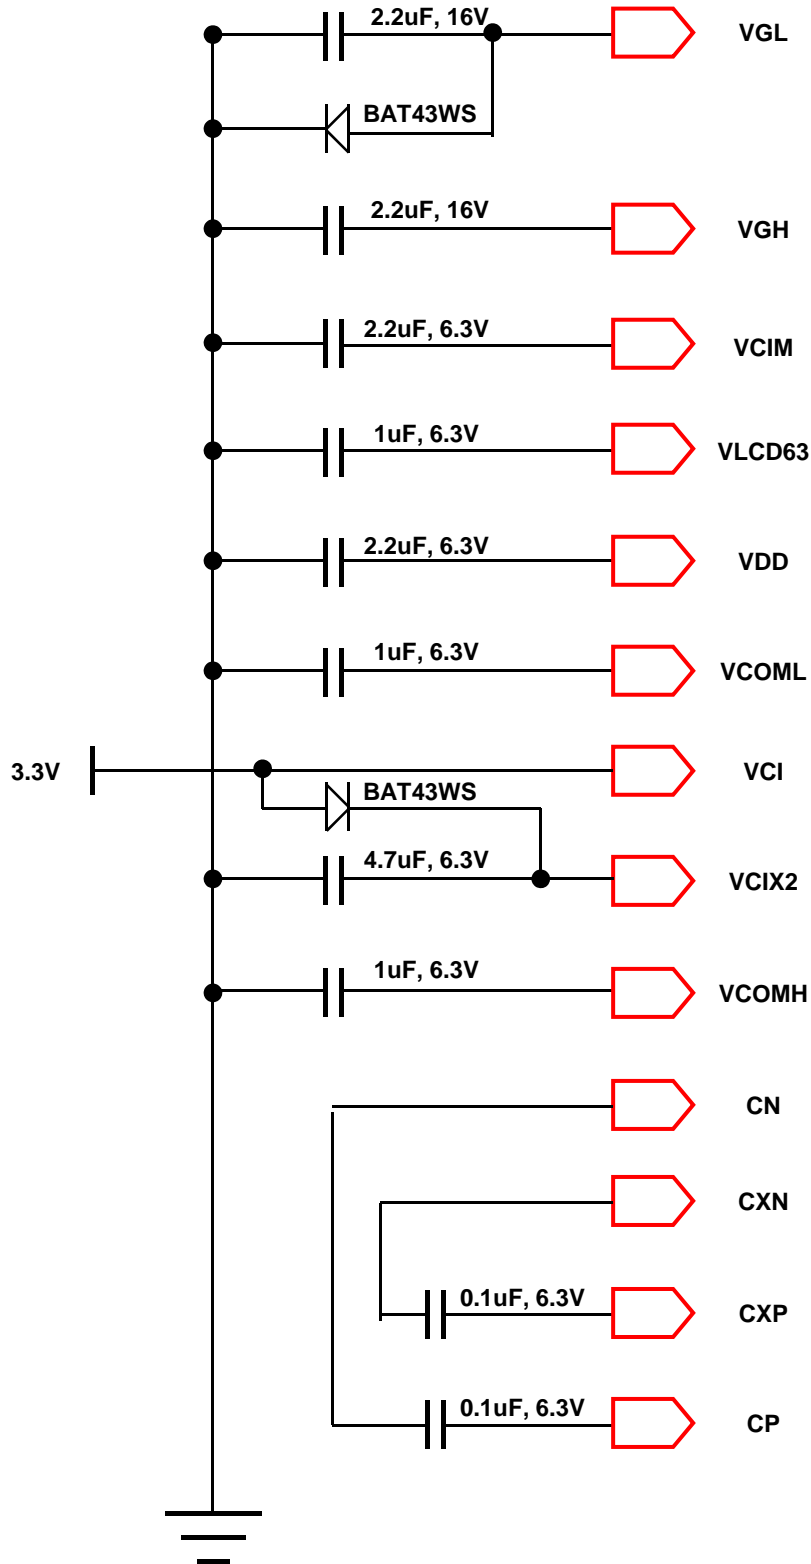 2.2uF, 16V
VGL
BAT43WS
2.2uF, 16V
VGH
2.2uF, 6.3V
VCIM
1uF, 6.3V
VLCD63
2.2uF, 6.3V
VDD
1uF, 6.3V
VCOML
3.3V
VCI
BAT43WS
4.7uF, 6.3V
VCIX2
1uF, 6.3V
VCOMH
CN
CXN
0.1uF, 6.3V
CXP
0.1uF, 6.3V
CP